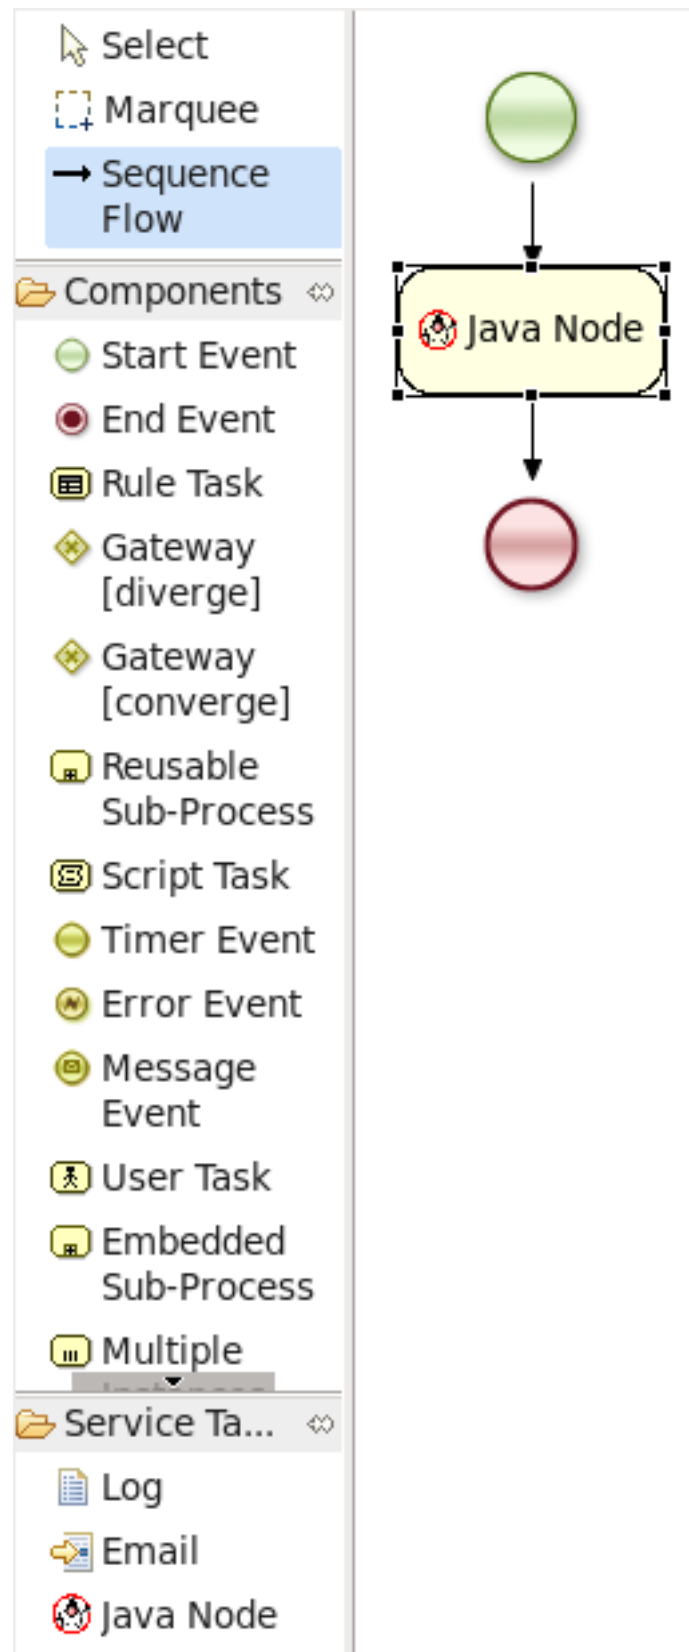 Select
Marquee
Sequence
Flow
Components
Start Event
End Event
Rule Task
Gateway
[diverge]
Gateway
[converge]
Reusable
Sub-Process
Script Task
Timer Event
Error Event
Message
Event
User Task
Embedded
Sub-Process
Multiple
Service Ta...
Log
Email
Java Node
Java Node